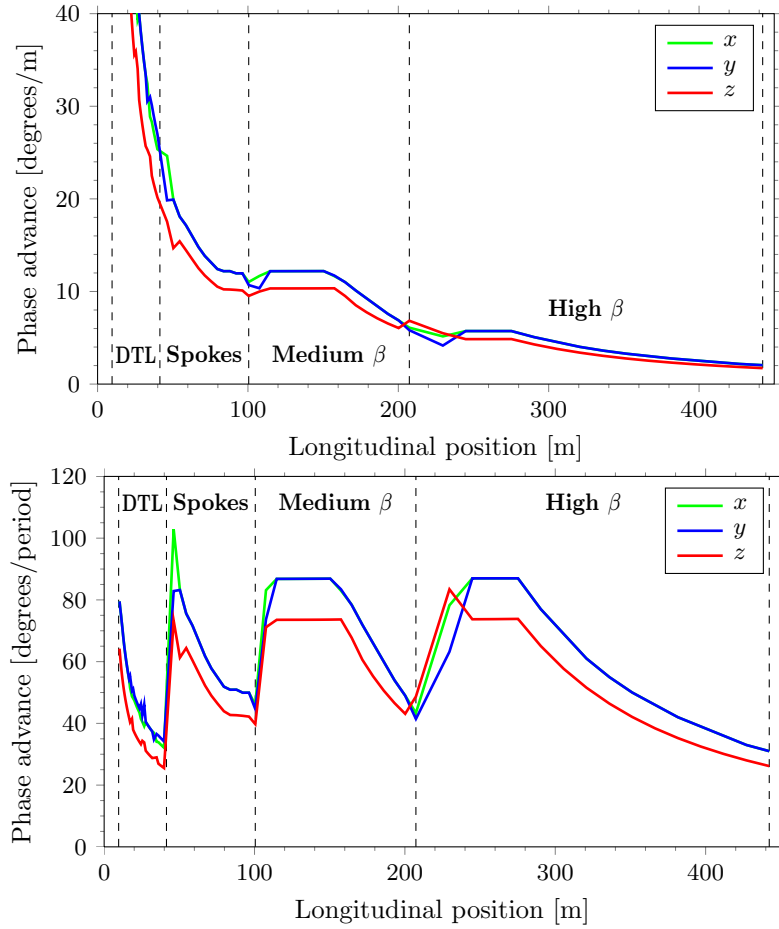 40
30
20
10
0
Phase advance [degrees/m]
x
y
z
High β
DTL Spokes Medium β
0 100 200 300 400
Longitudinal position [m]
120
100
80
60
40
20
0
Phase advance [degrees/period]
DTL Spokes Medium β High β
x
y
z
0 100 200 300 400
Longitudinal position [m]